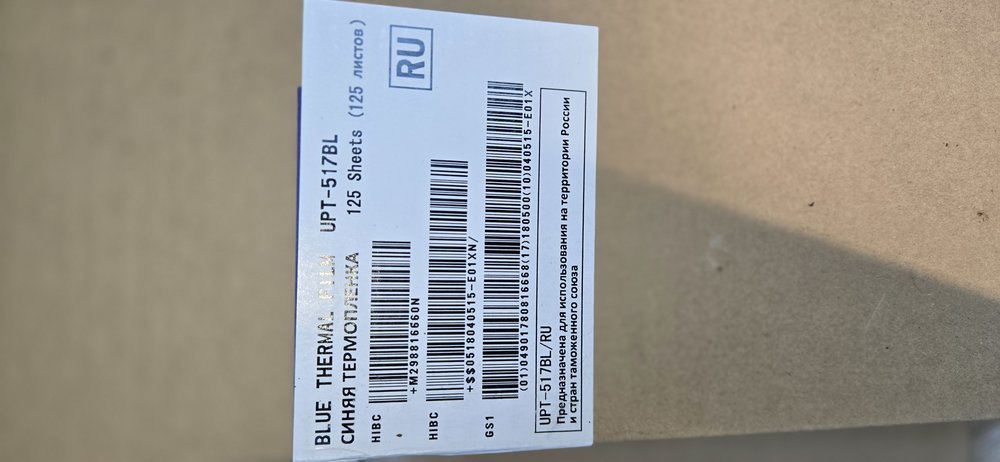 BLUE THERMAL FILM UPT-517BL
СИНЯЯ ТЕРМОПЛЕНКА 125 Sheets (125 листов)
RU
HIBC
+M298816660N
HIBC
+$$0518040515-E01XN/
GS1
(01)04901780816668(17)180500(10)040515-E01X
UPT-517BL/RU
Предназначена для использования на территории России
и стран таможенного союза